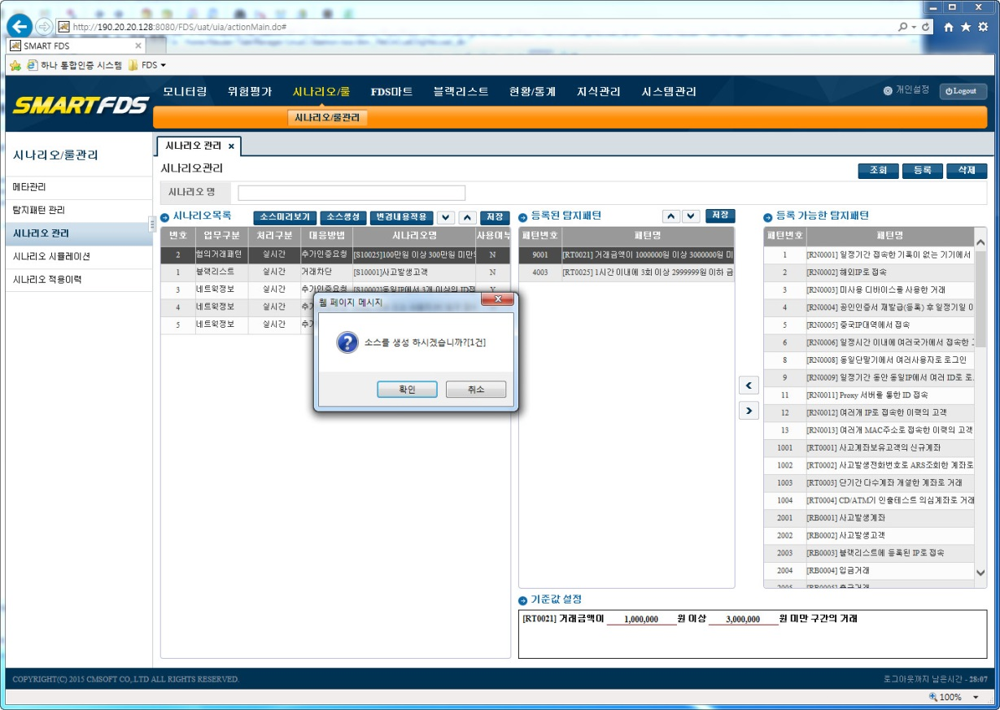 http://190.20.20.128:8080/FDS/uat/uia/actionMain.do#
SMART FDS
하나 통합인증 시스템 FDS
SMARTFDS
모니터링 위험평가 시나리오/룰 FDS마트 블랙리스트 현황/통계 지식관리 시스템관리
개인설정 Logout
시나리오/룰관리
시나리오/룰관리
메타관리
탐지패턴 관리
시나리오 관리
시나리오 시뮬레이션
시나리오 적용이력
시나리오 관리
시나리오관리
조회 등록 삭제
시나리오 명
시나리오목록 소스미리보기 소스생성 변경내용적용 저장
번호 업무구분 처리구분 대응방법 시나리오명 사용여부
2 혐의거래패턴 실시간 추가인증요청 [S10025]100만원 이상 300만원 미만 N
1 블랙리스트 실시간 거래차단 [S10001]사고발생고객 N
3 네트웍정보 실시간 추가인증요청 [S10002]동일IP에서 3개 이상의 ID접 Y
4 네트웍정보 실시간 추가
5 네트웍정보 실시간 추가
등록된 탐지패턴 저장
패턴번호 패턴명
9001 [RT0021] 거래금액이 1000000원 이상 3000000원 미
4003 [RT0025] 1시간 이내에 3회 이상 2999999원 이하 금
등록 가능한 탐지패턴
패턴번호 패턴명
1 [RN0001] 일정기간 접속한 기록이 없는 기기에서
2 [RN0002] 해외IP로 접속
3 [RN0003] 미사용 디바이스를 사용한 거래
4 [RN0004] 공인인증서 재발급(등록) 후 일정기일 이
5 [RN0005] 중국IP대역에서 접속
6 [RN0006] 일정시간 이내에 여러국가에서 접속한
8 [RN0008] 동일단말기에서 여러사용자로 로그인
9 [RN0009] 일정기간 동안 동일IP에서 여러 ID로 로
11 [RN0011] Proxy 서버을 통한 ID 접속
12 [RN0012] 여러개 IP로 접속한 이력의 고객
13 [RN0013] 여러개 MAC주소로 접속한 이력의 고객
1001 [RT0001] 사고계좌보유고객의 신규계좌
1002 [RT0002] 사고발생전화번호로 ARS조회한 계좌로
1003 [RT0003] 단기간 다수계좌 개설한 계좌로 거래
1004 [RT0004] CD/ATM기 인출테스트 의심계좌로 거래
2001 [RB0001] 사고발생계좌
2002 [RB0002] 사고발생고객
2003 [RB0003] 블랙리스트에 등록된 IP로 접속
2004 [RB0004] 입금거래
2005 [RB0005] 출금거래
웹 페이지 메시지
소스를 생성 하시겠습니까?[1건]
확인 취소
기준값 설정
[RT0021] 거래금액이 1,000,000 원 이상 3,000,000 원 미만 구간의 거래
COPYRIGHT(C) 2015 CMSOFT CO,.LTD ALL RIGHTS RESERVED.
로그아웃까지 남은시간 - 28:07
100%